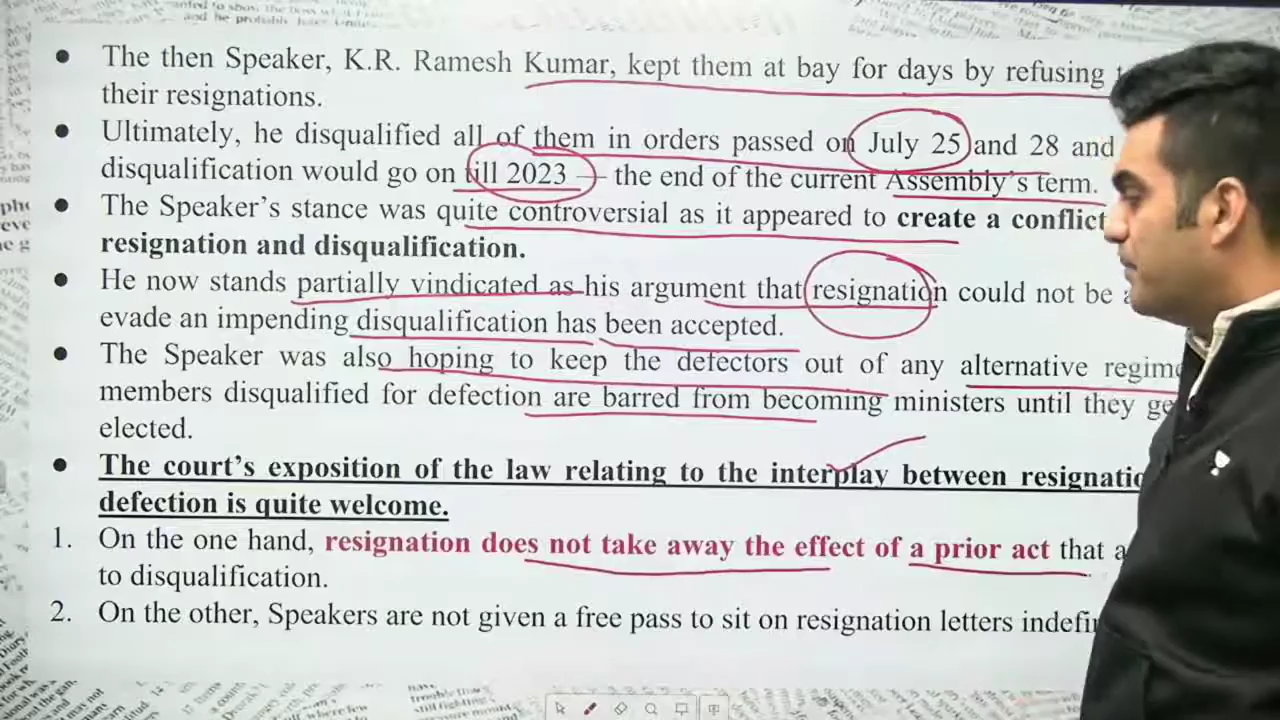 • The then Speaker, K.R. Ramesh Kumar, kept them at bay for days by refusing
their resignations.
• Ultimately, he disqualified all of them in orders passed on July 25 and 28 and
disqualification would go on till 2023 — the end of the current Assembly's term.
• The Speaker's stance was quite controversial as it appeared to create a conflict
resignation and disqualification.
• He now stands partially vindicated as his argument that resignation could not be
evade an impending disqualification has been accepted.
• The Speaker was also hoping to keep the defectors out of any alternative
members disqualified for defection are barred from becoming ministers until they
elected.
• The court's exposition of the law relating to the interplay between
defection is quite welcome.
1. On the one hand, resignation does not take away the effect of a prior act that
to disqualification.
2. On the other, Speakers are not given a free pass to sit on resignation letters